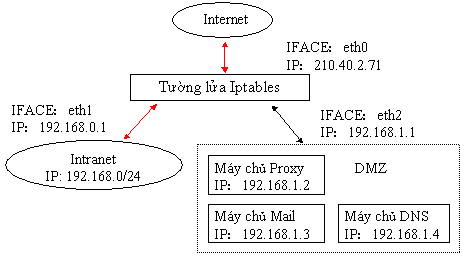 Internet
IFACE: eth0
IP: 210.40.2.71
Tường lửa Iptables
IFACE: eth1
IP: 192.168.0.1
IFACE: eth2
IP: 192.168.1.1
Intranet
IP: 192.168.0/24
Máy chủ Proxy
IP: 192.168.1.2
DMZ
Máy chủ Mail
IP: 192.168.1.3
Máy chủ DNS
IP: 192.168.1.4